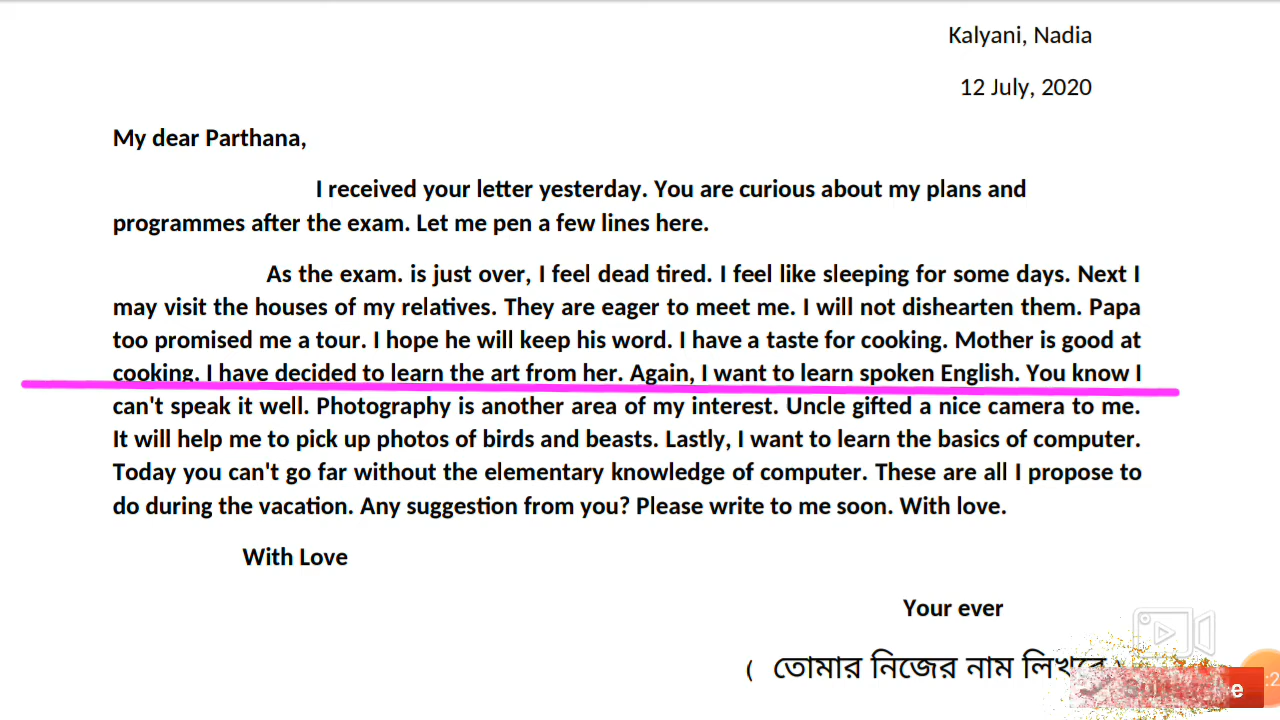 Kalyani, Nadia
12 July, 2020
My dear Parthana,
I received your letter yesterday. You are curious about my plans and
programmes after the exam. Let me pen a few lines here.
As the exam. is just over, I feel dead tired. I feel like sleeping for some days. Next I
may visit the houses of my relatives. They are eager to meet me. I will not dishearten them. Papa
too promised me a tour. I hope he will keep his word. I have a taste for cooking. Mother is good at
cooking. I have decided to learn the art from her. Again, I want to learn spoken English. You know I
can't speak it well. Photography is another area of my interest. Uncle gifted a nice camera to me.
It will help me to pick up photos of birds and beasts. Lastly, I want to learn the basics of computer.
Today you can't go far without the elementary knowledge of computer. These are all I propose to
do during the vacation. Any suggestion from you? Please write to me soon. With love.
With Love
Your ever
( তোমার নিজের নাম